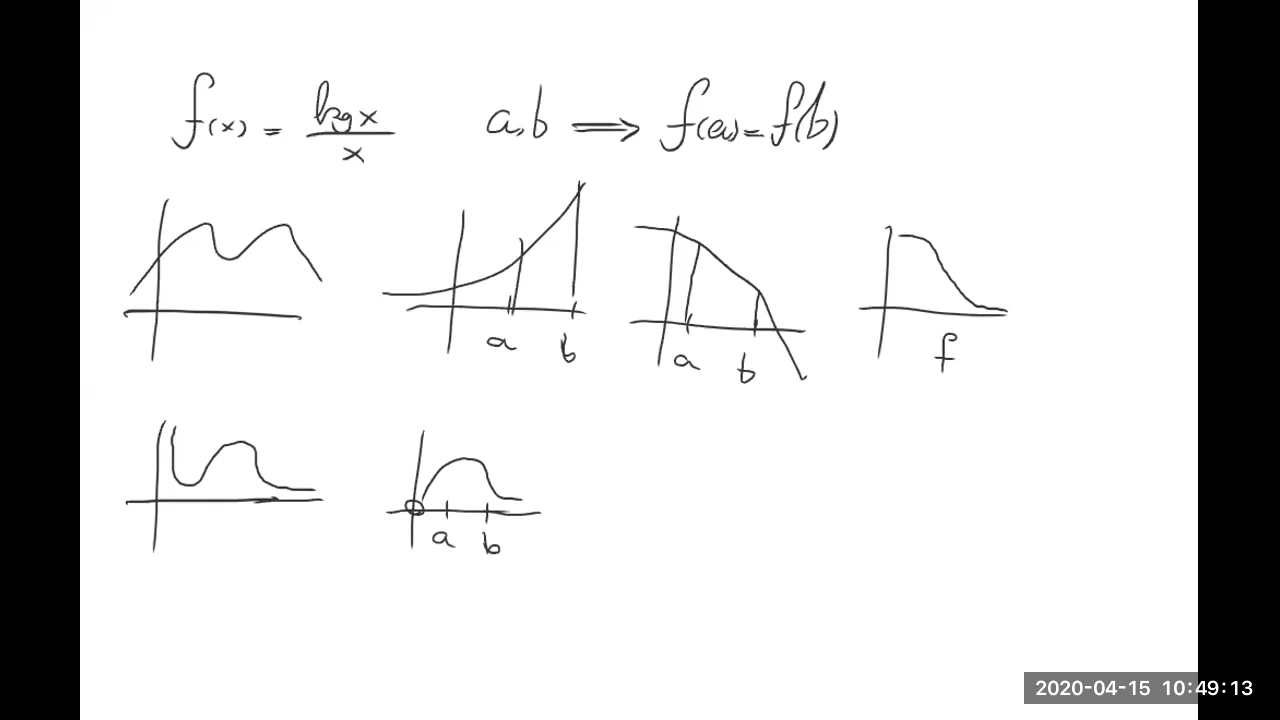 f(x) = log x / x    a, b ⟹ f(a) = f(b)
a b a b f
a b
2020-04-15 10:49:13